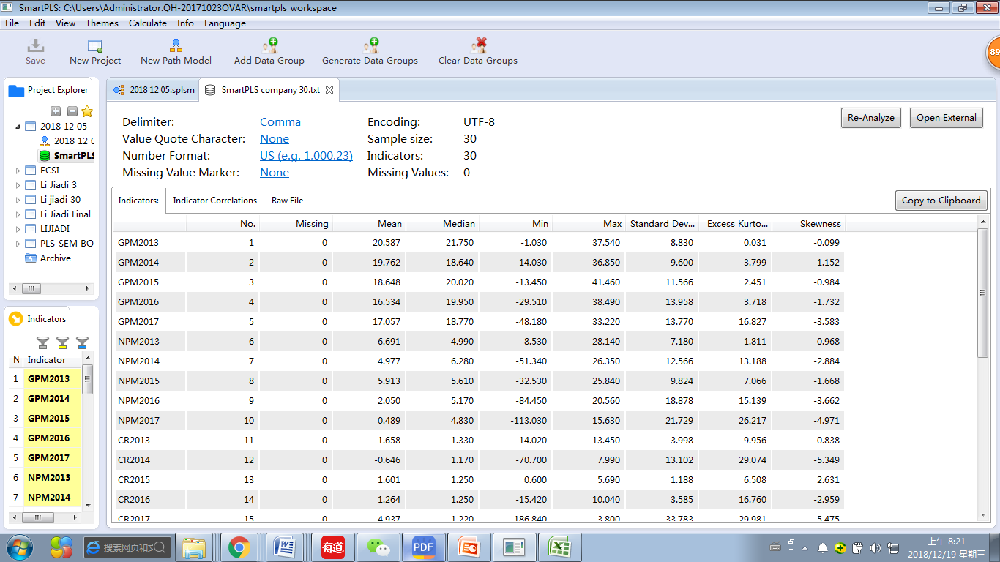 SmartPLS: C:\Users\Administrator.QH-20171023OVAR\smartpls_workspace
File Edit View Themes Calculate Info Language
Save New Project New Path Model Add Data Group Generate Data Groups Clear Data Groups
89
Project Explorer
2018 12 05
2018 12 0
SmartPLS
ECSI
Li Jiadi 3
Li jiadi 30
Li Jiadi Final
LIJIADI
PLS-SEM BO
Archive
Indicators
N Indicator
1 GPM2013
2 GPM2014
3 GPM2015
4 GPM2016
5 GPM2017
6 NPM2013
7 NPM2014
2018 12 05.splsm SmartPLS company 30.txt
Delimiter: Comma Encoding: UTF-8
Re-Analyze Open External
Value Quote Character: None Sample size: 30
Number Format: US (e.g. 1,000.23) Indicators: 30
Missing Value Marker: None Missing Values: 0
Indicators: Indicator Correlations Raw File Copy to Clipboard
No. Missing Mean Median Min Max Standard Dev... Excess Kurto... Skewness
GPM2013 1 0 20.587 21.750 -1.030 37.540 8.830 0.031 -0.099
GPM2014 2 0 19.762 18.640 -14.030 36.850 9.600 3.799 -1.152
GPM2015 3 0 18.648 20.020 -13.450 41.460 11.566 2.451 -0.984
GPM2016 4 0 16.534 19.950 -29.510 38.490 13.958 3.718 -1.732
GPM2017 5 0 17.057 18.770 -48.180 33.220 13.770 16.827 -3.583
NPM2013 6 0 6.691 4.990 -8.530 28.140 7.180 1.811 0.968
NPM2014 7 0 4.977 6.280 -51.340 26.350 12.566 13.188 -2.884
NPM2015 8 0 5.913 5.610 -32.530 25.840 9.824 7.066 -1.668
NPM2016 9 0 2.050 5.170 -84.450 20.560 18.878 15.139 -3.662
NPM2017 10 0 0.489 4.830 -113.030 15.630 21.729 26.217 -4.971
CR2013 11 0 1.658 1.330 -14.020 13.450 3.998 9.956 -0.838
CR2014 12 0 -0.646 1.170 -70.700 7.990 13.102 29.074 -5.349
CR2015 13 0 1.601 1.250 0.600 5.690 1.188 6.508 2.631
CR2016 14 0 1.264 1.250 -15.420 10.040 3.585 16.760 -2.959
CR2017 15 0 -4.937 1.220 -186.840 3.800 33.783 29.981 -5.475
搜索网页和文
W 有道 PDF
上午 8:21
2018/12/19 星期三